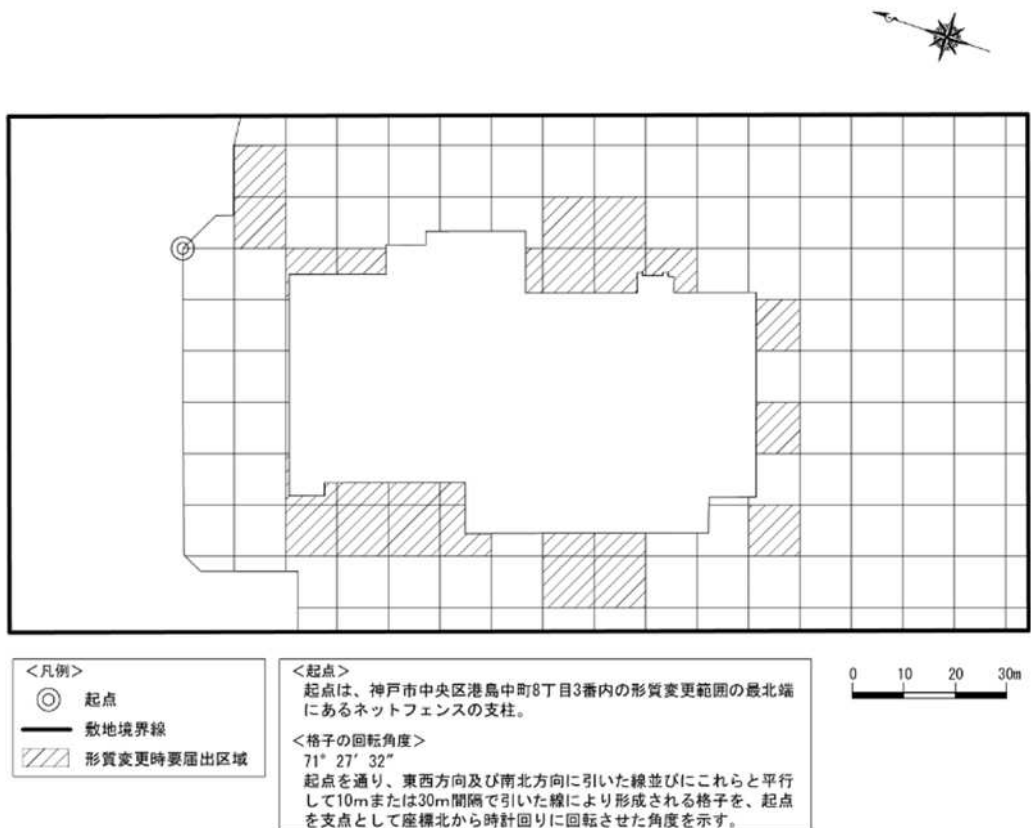 <凡例>
起点
敷地境界線
形質変更時要届出区域
<起点>
起点は、神戸市中央区港島中町8丁目3番内の形質変更範囲の最北端
にあるネットフェンスの支柱。
<格子の回転角度>
71° 27′ 32″
起点を通り、東西方向及び南北方向に引いた線並びにこれらと平行
して10mまたは30m間隔で引いた線により形成される格子を、起点
を支点として座標北から時計回りに回転させた角度を示す。
0 10 20 30m